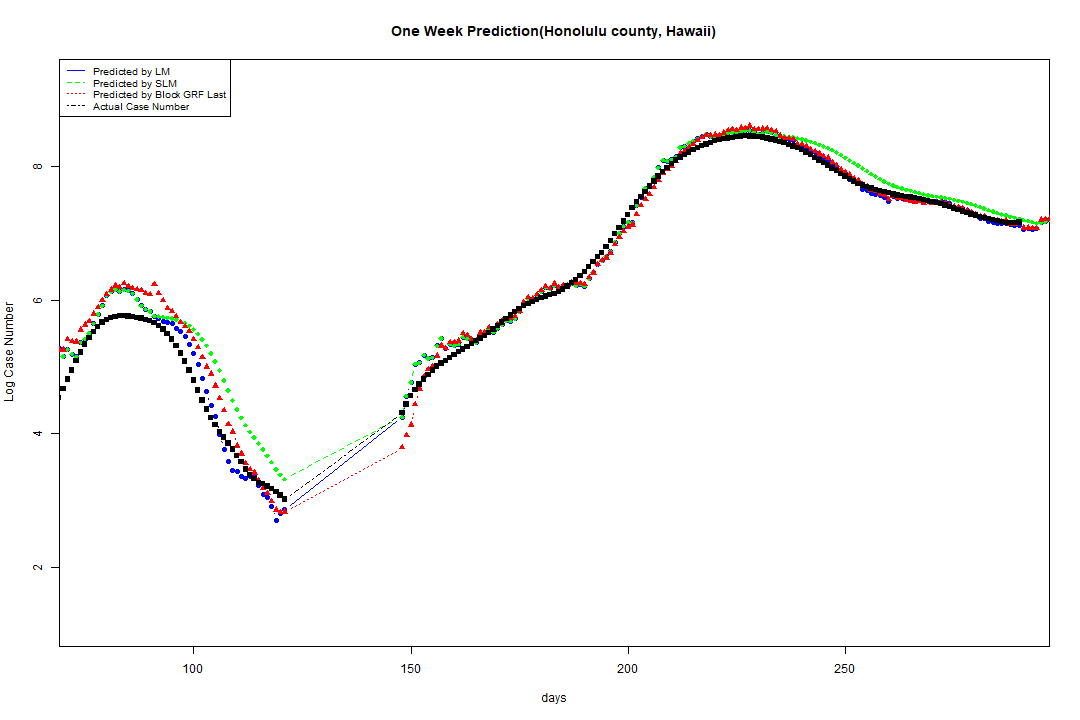 One Week Prediction(Honolulu county, Hawaii)
Predicted by LM
Predicted by SLM
Predicted by Block GRF Last
Actual Case Number
Log Case Number
8
6
4
2
100 150 200 250
days